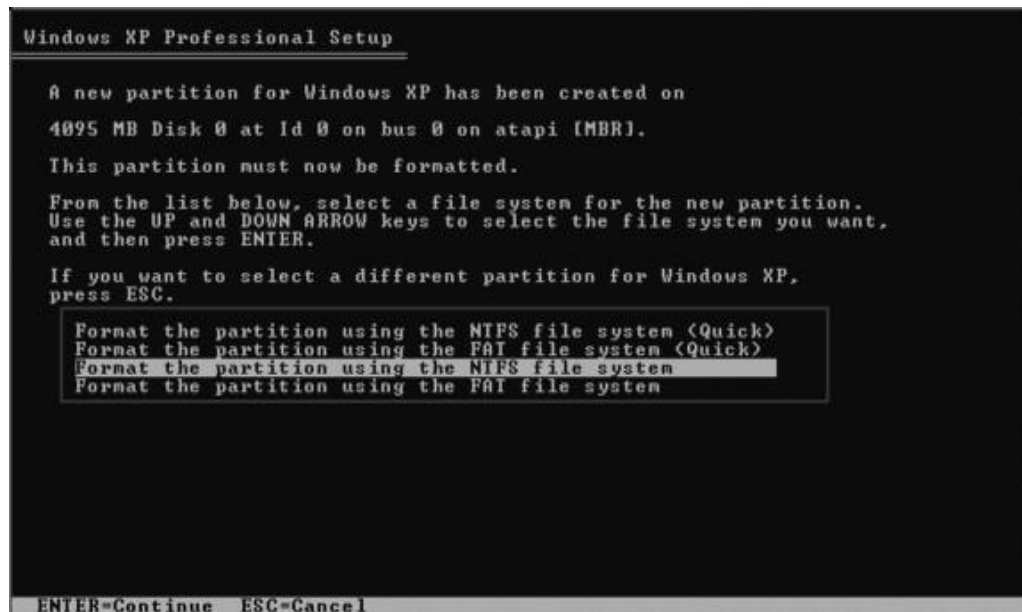 Windows XP Professional Setup
A new partition for Windows XP has been created on
4095 MB Disk 0 at Id 0 on bus 0 on atapi [MBR].
This partition must now be formatted.
From the list below, select a file system for the new partition.
Use the UP and DOWN ARROW keys to select the file system you want,
and then press ENTER.
If you want to select a different partition for Windows XP,
press ESC.
Format the partition using the NTFS file system (Quick)
Format the partition using the FAT file system (Quick)
Format the partition using the NTFS file system
Format the partition using the FAT file system
ENTER=Continue ESC=Cancel